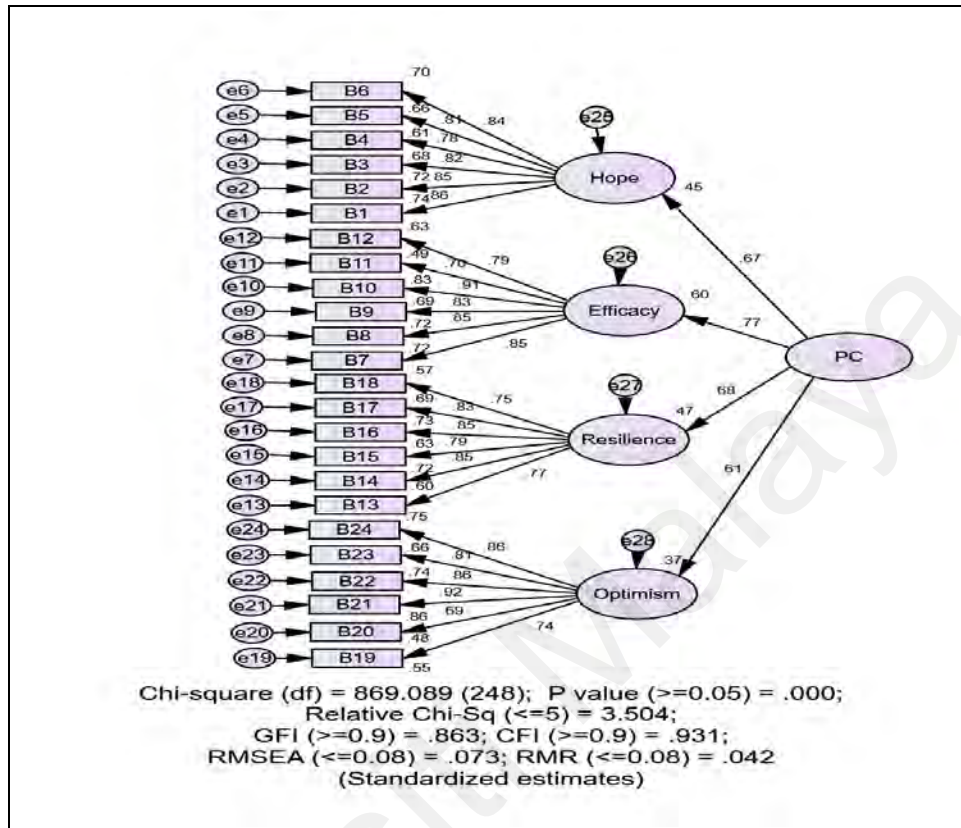 .70
e6 B6
.66 .81 .84 e25
e5 B5
.61 .78
e4 B4
.68 .82
e3 B3 Hope
.72 .85 .45
e2 B2
.74 .86
e1 B1
.63
e12 B12
.49 .70 .79 e26 .67
e11 B11
.83 .91 .60
e10 B10
.69 .83 Efficacy
e9 B9
.72 .85 .77
e8 B8
.72 .85 PC
e7 B7
.57
e18 B18
.69 .83 .75 e27 .68
e17 B17
.73 .85 .47
e16 B16
.63 .79 Resilience
e15 B15
.72 .85
e14 B14
.60 .77 .61
e13 B13
.75
e24 B24
.66 .81 .86 e28
e23 B23
.74 .86 .37
e22 B22
.92 Optimism
e21 B21
.86 .69
e20 B20
.48 .74
e19 B19
.55
Chi-square (df) = 869.089 (248); P value (>=0.05) = .000;
Relative Chi-Sq (<=5) = 3.504;
GFI (>=0.9) = .863; CFI (>=0.9) = .931;
RMSEA (<=0.08) = .073; RMR (<=0.08) = .042
(Standardized estimates)
Malaya